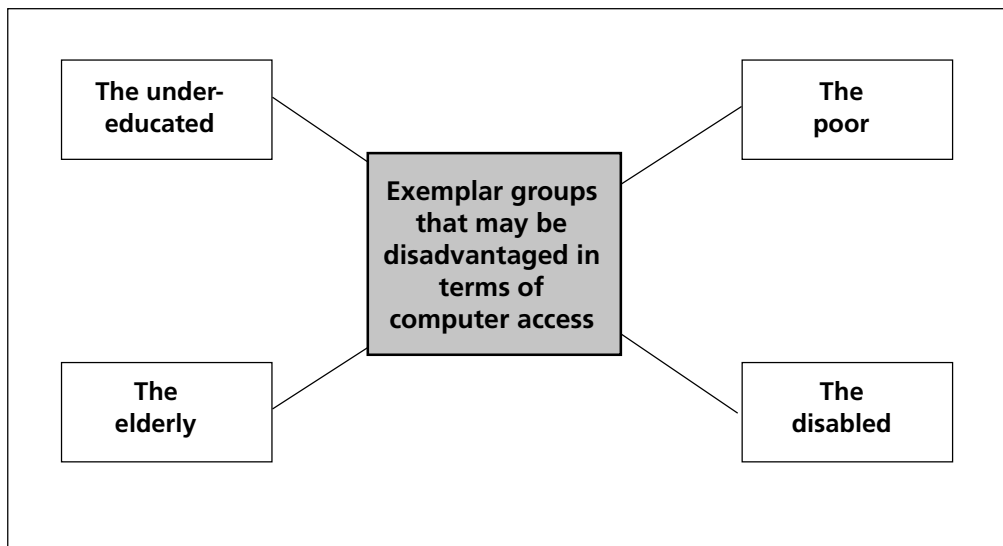 The under-
educated
The
poor
Exemplar groups
that may be
disadvantaged in
terms of
computer access
The
elderly
The
disabled